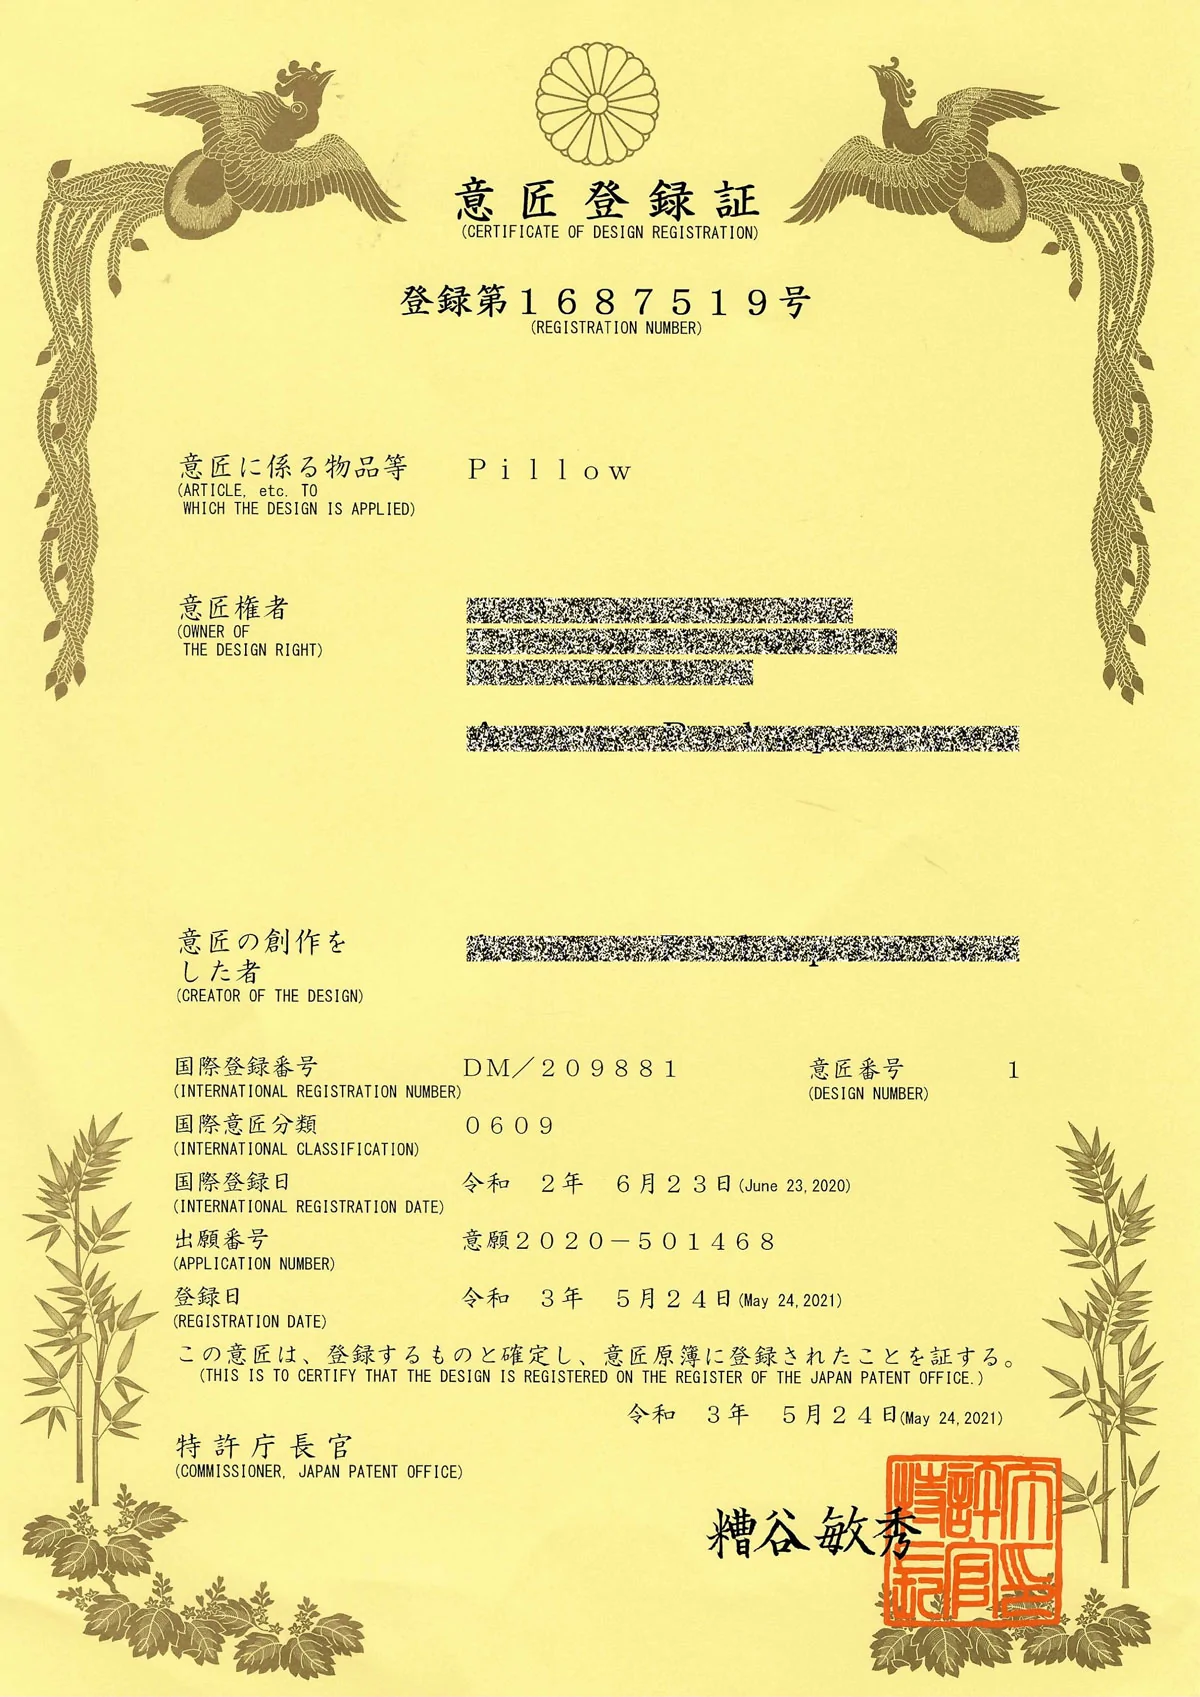 意匠登録証
(CERTIFICATE OF DESIGN REGISTRATION)
登録第１６８７５１９号
(REGISTRATION NUMBER)
意匠に係る物品等 Ｐｉｌｌｏｗ
(ARTICLE, etc. TO
WHICH THE DESIGN IS APPLIED)
意匠権者
(OWNER OF
THE DESIGN RIGHT)
意匠の創作を
した者
(CREATOR OF THE DESIGN)
国際登録番号 ＤＭ／２０９８８１ 意匠番号 １
(INTERNATIONAL REGISTRATION NUMBER) (DESIGN NUMBER)
国際意匠分類 ０６０９
(INTERNATIONAL CLASSIFICATION)
国際登録日 令和　２年　６月２３日(June 23,2020)
(INTERNATIONAL REGISTRATION DATE)
出願番号 意願２０２０－５０１４６８
(APPLICATION NUMBER)
登録日 令和　３年　５月２４日(May 24,2021)
(REGISTRATION DATE)
この意匠は、登録するものと確定し、意匠原簿に登録されたことを証する。
(THIS IS TO CERTIFY THAT THE DESIGN IS REGISTERED ON THE REGISTER OF THE JAPAN PATENT OFFICE.)
令和　３年　５月２４日(May 24,2021)
特許庁長官
(COMMISSIONER, JAPAN PATENT OFFICE)
糟谷敏秀